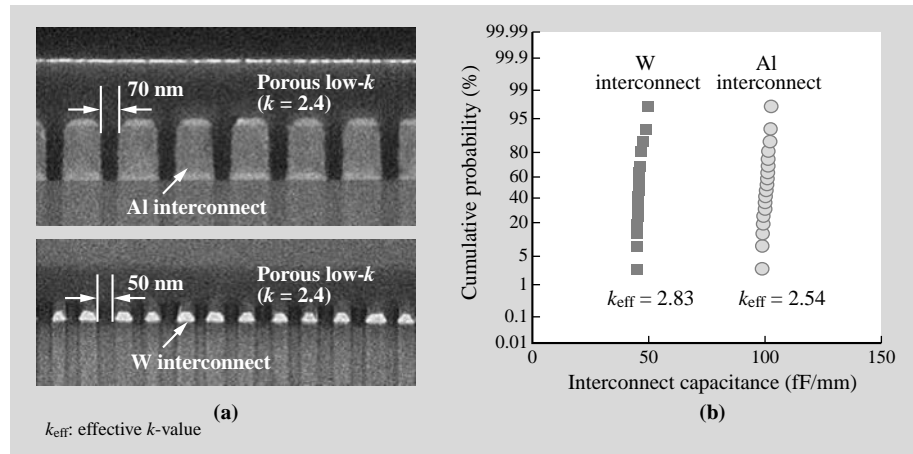 Porous low-k
(k = 2.4)
70 nm
Al interconnect
Porous low-k
(k = 2.4)
50 nm
W interconnect
(a)
keff: effective k-value
Cumulative probability (%)
99.99
99.9
99
95
80
60
40
20
5
1
0.1
0.01
W
interconnect
Al
interconnect
keff = 2.83
keff = 2.54
0
50
100
150
Interconnect capacitance (fF/mm)
(b)